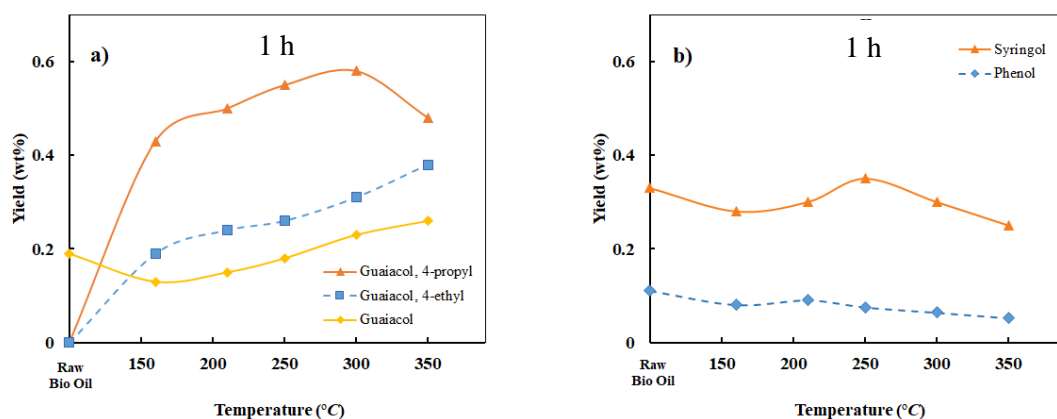 a)
1 h
0.6
0.4
0.2
0
Yield (wt%)
Guaiacol, 4-propyl
Guaiacol, 4-ethyl
Guaiacol
Raw
Bio Oil
150 200 250 300 350
Temperature (°C)
b)
1 h
Syringol
Phenol
0.6
0.4
0.2
0
Yield (wt%)
Raw
Bio Oil
150 200 250 300 350
Temperature (°C)